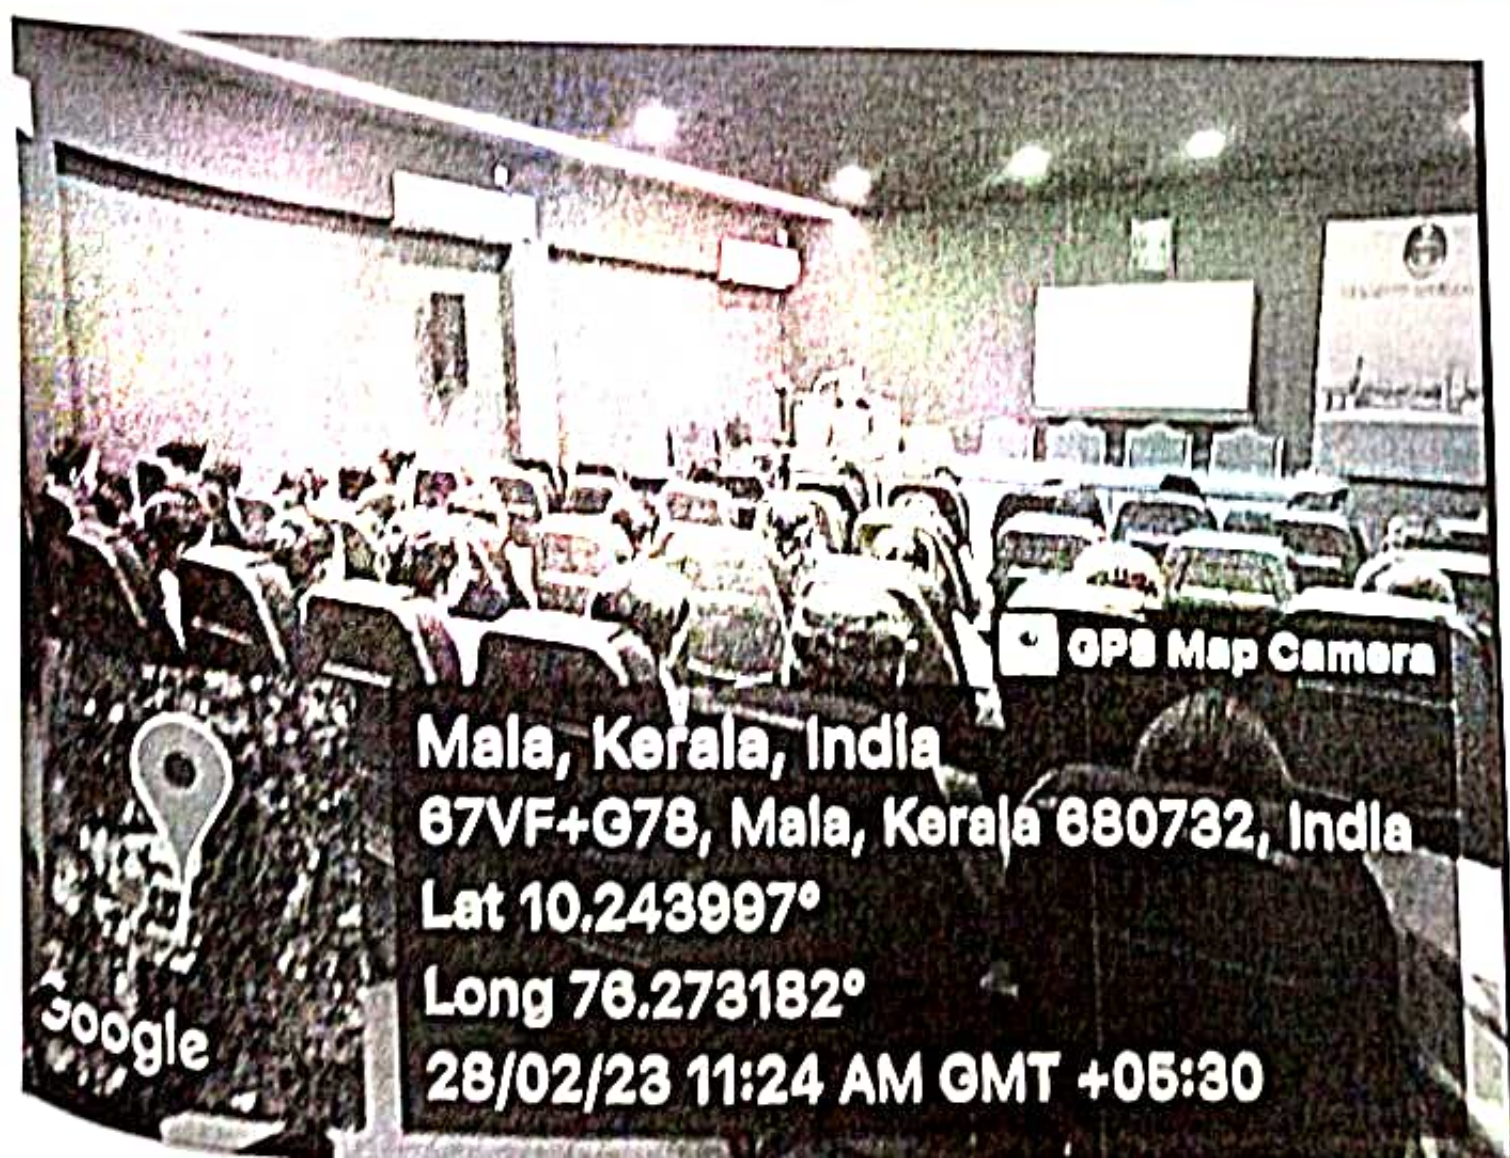 GPS Map Camera
Mala, Kerala, India
67VF+G78, Mala, Kerala 680732, India
Lat 10.243997°
Long 76.273182°
28/02/23 11:24 AM GMT +05:30
Google